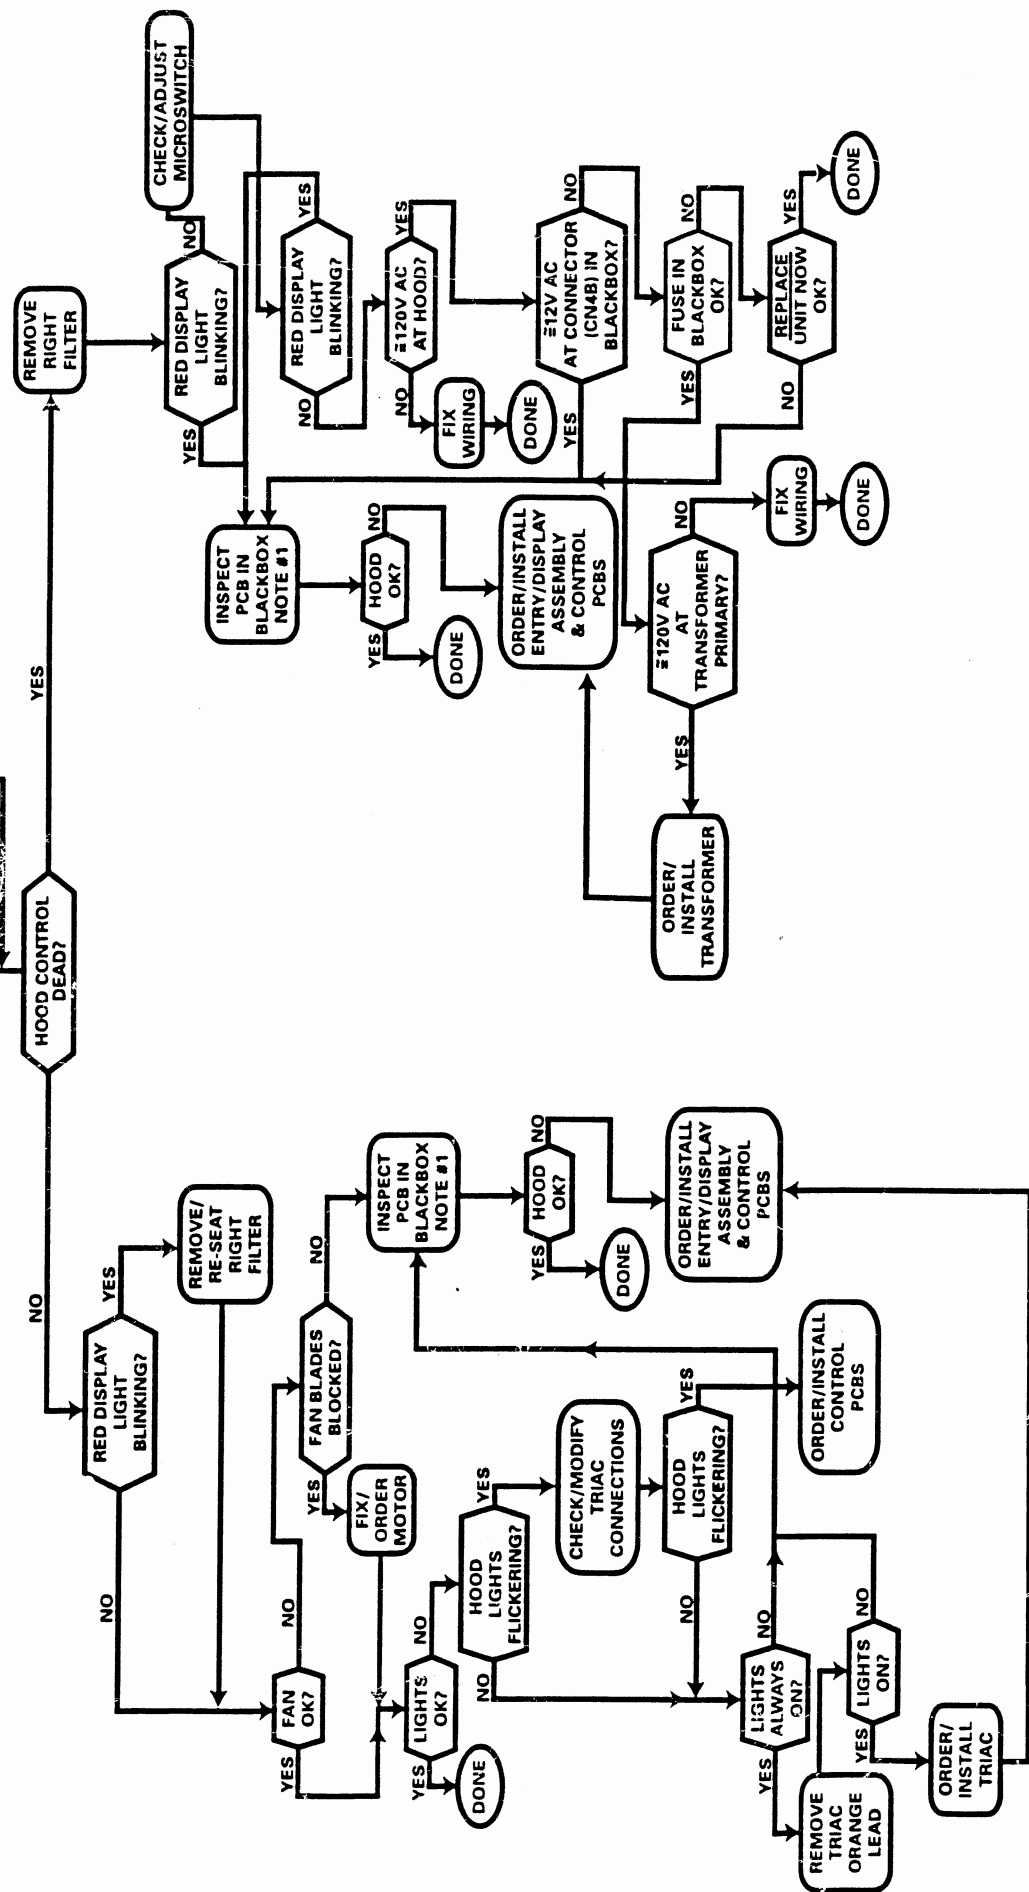 HOOD CONTROL
DEAD?
NO
YES
RED DISPLAY
LIGHT
BLINKING?
NO
YES
REMOVE/
RE-SEAT
RIGHT
FILTER
FAN
OK?
YES
NO
FAN BLADES
BLOCKED?
YES
NO
FIX/
ORDER
MOTOR
INSPECT
PCB IN
BLACKBOX
NOTE #1
LIGHTS
OK?
YES
NO
DONE
HOOD
LIGHTS
FLICKERING?
NO
YES
HOOD
OK?
YES
NO
DONE
CHECK/MODIFY
TRIAC
CONNECTIONS
ORDER/INSTALL
ENTRY/DISPLAY
ASSEMBLY
& CONTROL
PCBS
HOOD
LIGHTS
FLICKERING?
NO
YES
LIGHTS
ALWAYS
ON?
YES
NO
ORDER/INSTALL
CONTROL
PCBS
REMOVE
TRIAC
ORANGE
LEAD
LIGHTS
ON?
YES
NO
ORDER/
INSTALL
TRIAC
REMOVE
RIGHT
FILTER
RED DISPLAY
LIGHT
BLINKING?
YES
NO
CHECK/ADJUST
MICROSWITCH
INSPECT
PCB IN
BLACKBOX
NOTE #1
RED DISPLAY
LIGHT
BLINKING?
NO
YES
HOOD
OK?
YES
NO
DONE
≅120V AC
AT HOOD?
NO
YES
FIX
WIRING
DONE
ORDER/INSTALL
ENTRY/DISPLAY
ASSEMBLY
& CONTROL
PCBS
≅12V AC
AT CONNECTOR
(CN4B) IN
BLACKBOX?
YES
NO
FUSE IN
BLACKBOX
OK?
YES
NO
≅120V AC
AT
TRANSFORMER
PRIMARY?
YES
NO
ORDER/
INSTALL
TRANSFORMER
FIX
WIRING
DONE
REPLACE
UNIT NOW
OK?
NO
YES
DONE